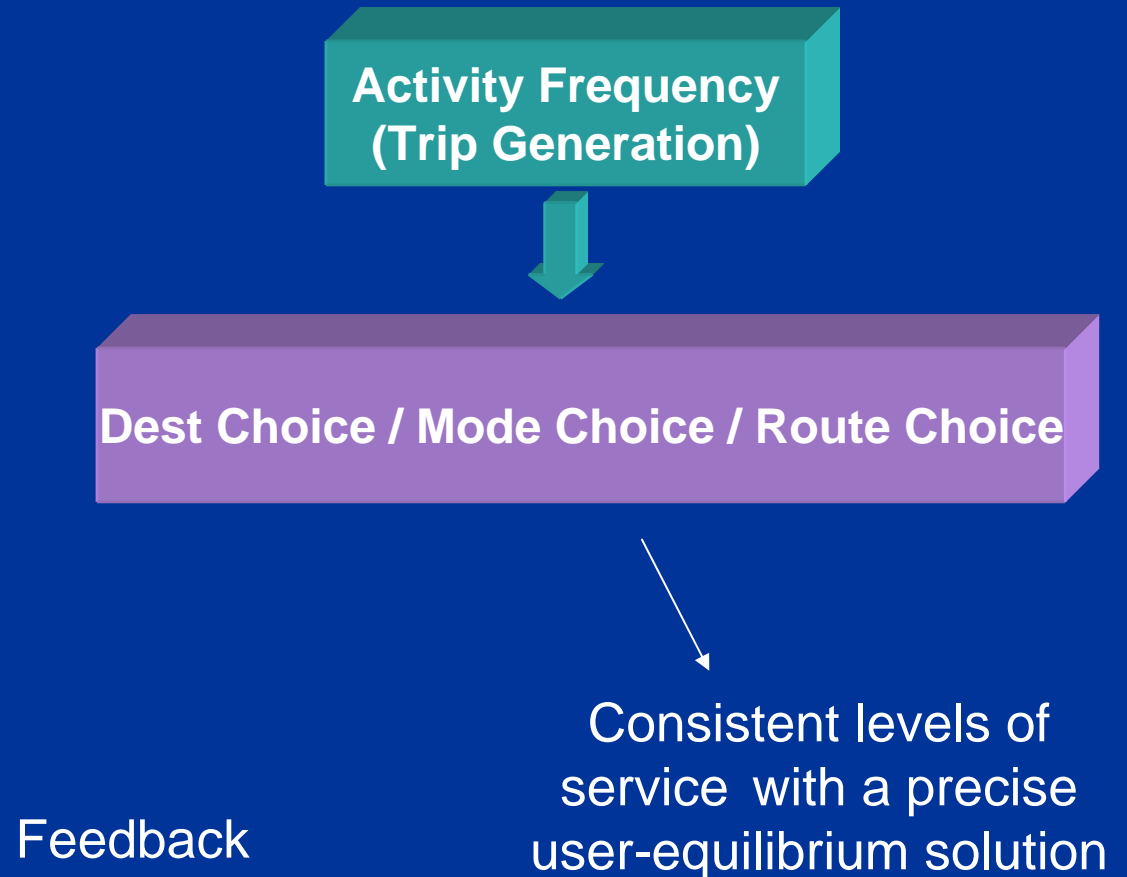 Activity Frequency
(Trip Generation)
Dest Choice / Mode Choice / Route Choice
Consistent levels of
service with a precise
user-equilibrium solution
Feedback